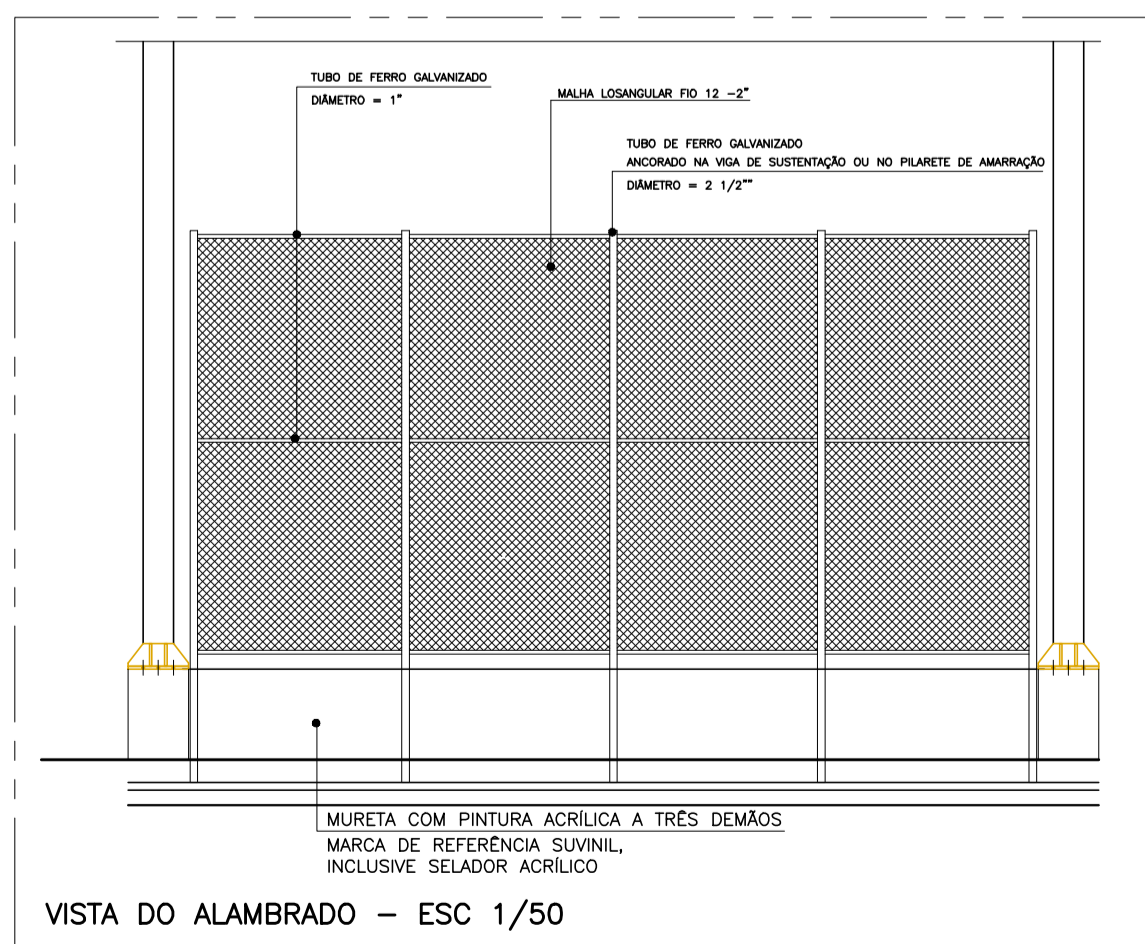 TUBO DE FERRO GALVANIZADO
DIÂMETRO = 1"
MALHA LOSANGULAR FIO 12 -2"
TUBO DE FERRO GALVANIZADO
ANCORADO NA VIGA DE SUSTENTAÇÃO OU NO PILARETE DE AMARRAÇÃO
DIÂMETRO = 2 1/2""
MURETA COM PINTURA ACRÍLICA A TRÊS DEMÃOS
MARCA DE REFERÊNCIA SUVINIL,
INCLUSIVE SELADOR ACRÍLICO
VISTA DO ALAMBRADO – ESC 1/50